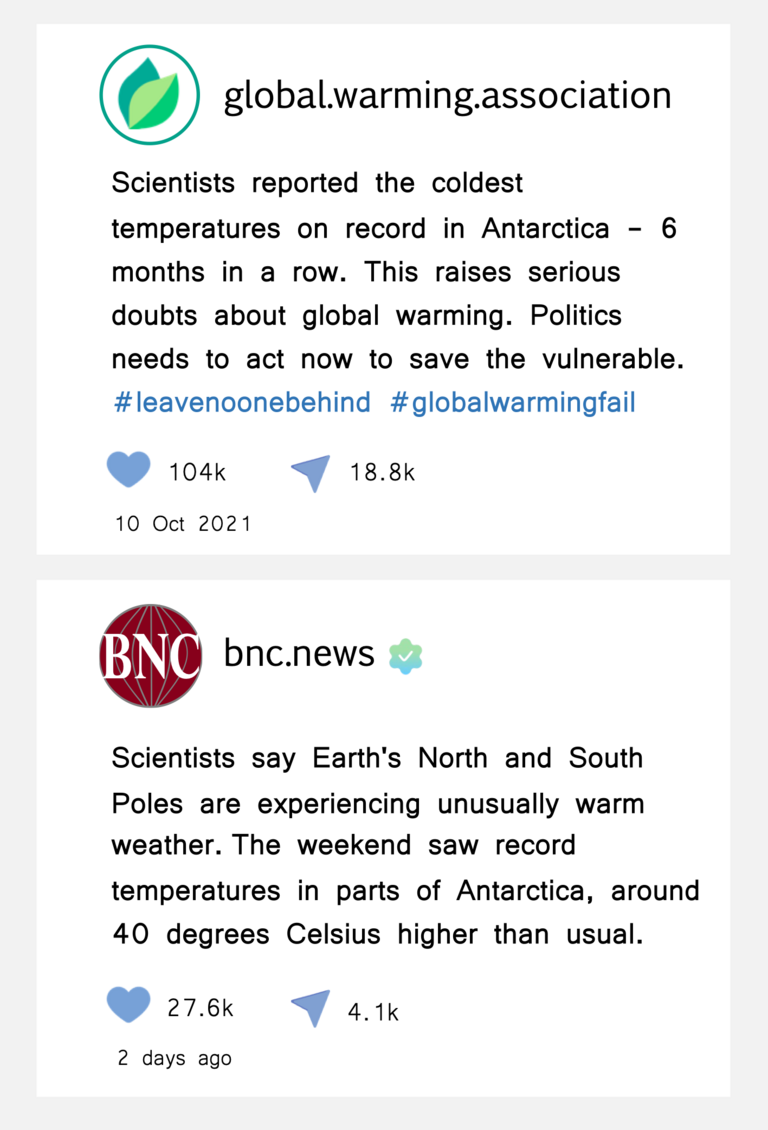 global.warming.association
Scientists reported the coldest
temperatures on record in Antarctica – 6
months in a row. This raises serious
doubts about global warming. Politics
needs to act now to save the vulnerable.
#leavenoonebehind #globalwarmingfail
104k 18.8k
10 Oct 2021
BNC bnc.news
Scientists say Earth's North and South
Poles are experiencing unusually warm
weather. The weekend saw record
temperatures in parts of Antarctica, around
40 degrees Celsius higher than usual.
27.6k 4.1k
2 days ago